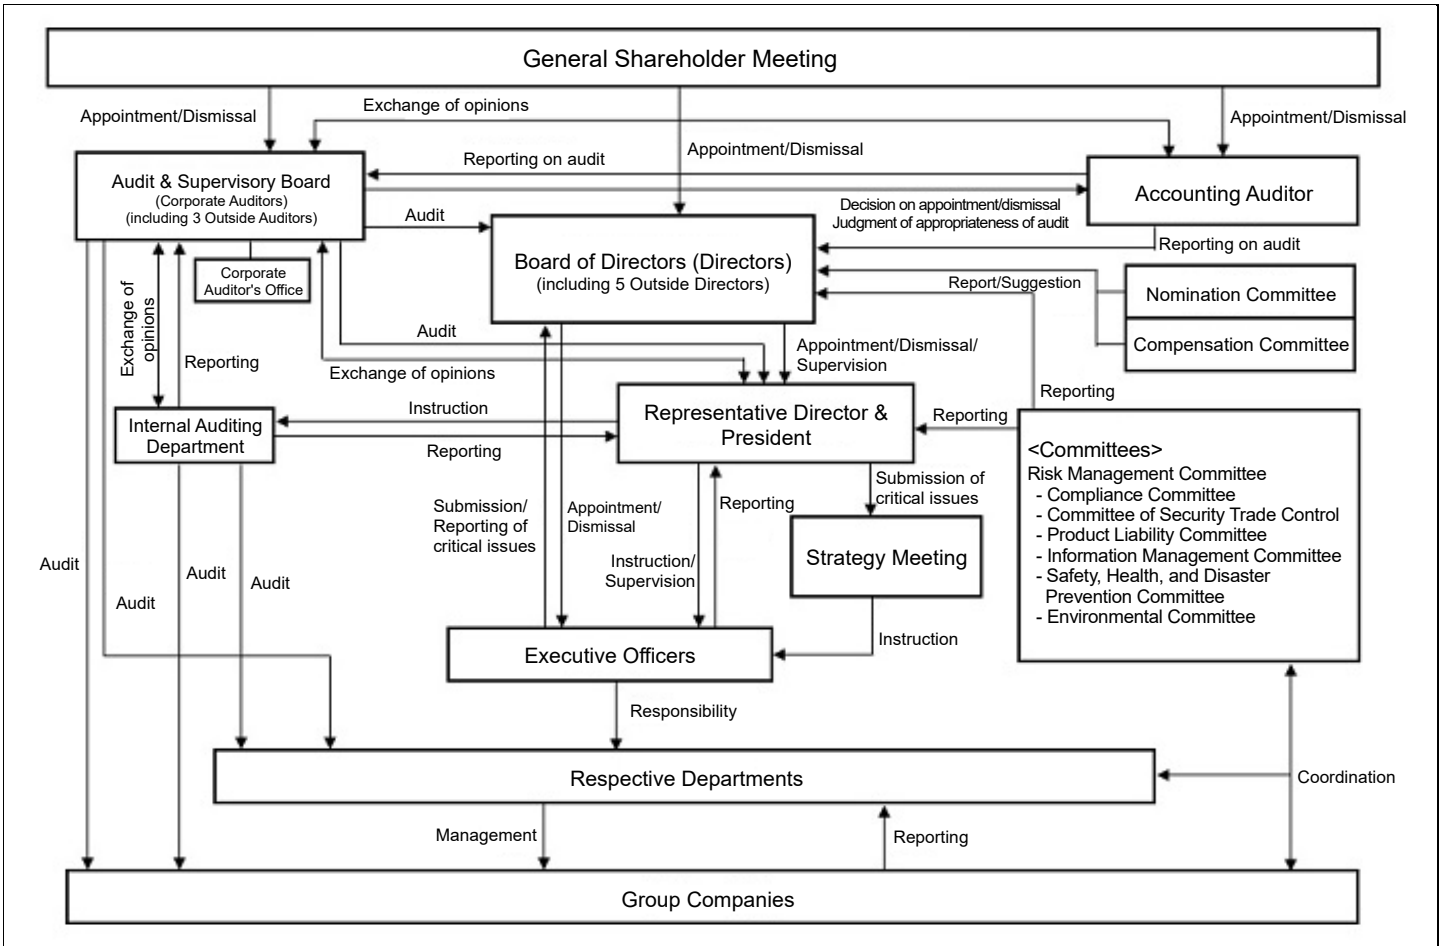 General Shareholder Meeting
Appointment/Dismissal
Exchange of opinions
Appointment/Dismissal
Appointment/Dismissal
Reporting on audit
Audit & Supervisory Board
(Corporate Auditors)
(including 3 Outside Auditors)
Accounting Auditor
Decision on appointment/dismissal
Judgment of appropriateness of audit
Audit
Reporting on audit
Board of Directors (Directors)
(including 5 Outside Directors)
Corporate
Auditor's Office
Report/Suggestion
Nomination Committee
Compensation Committee
Exchange of
opinions
Reporting
Audit
Exchange of opinions
Appointment/Dismissal/
Supervision
Reporting
Internal Auditing
Department
Instruction
Reporting
Representative Director &
President
Reporting
<Committees>
Risk Management Committee
- Compliance Committee
- Committee of Security Trade Control
- Product Liability Committee
- Information Management Committee
- Safety, Health, and Disaster
Prevention Committee
- Environmental Committee
Submission/
Reporting of
critical issues
Appointment/
Dismissal
Instruction/
Supervision
Reporting
Submission of
critical issues
Strategy Meeting
Audit
Audit
Audit
Audit
Instruction
Executive Officers
Responsibility
Respective Departments
Coordination
Management
Reporting
Group Companies